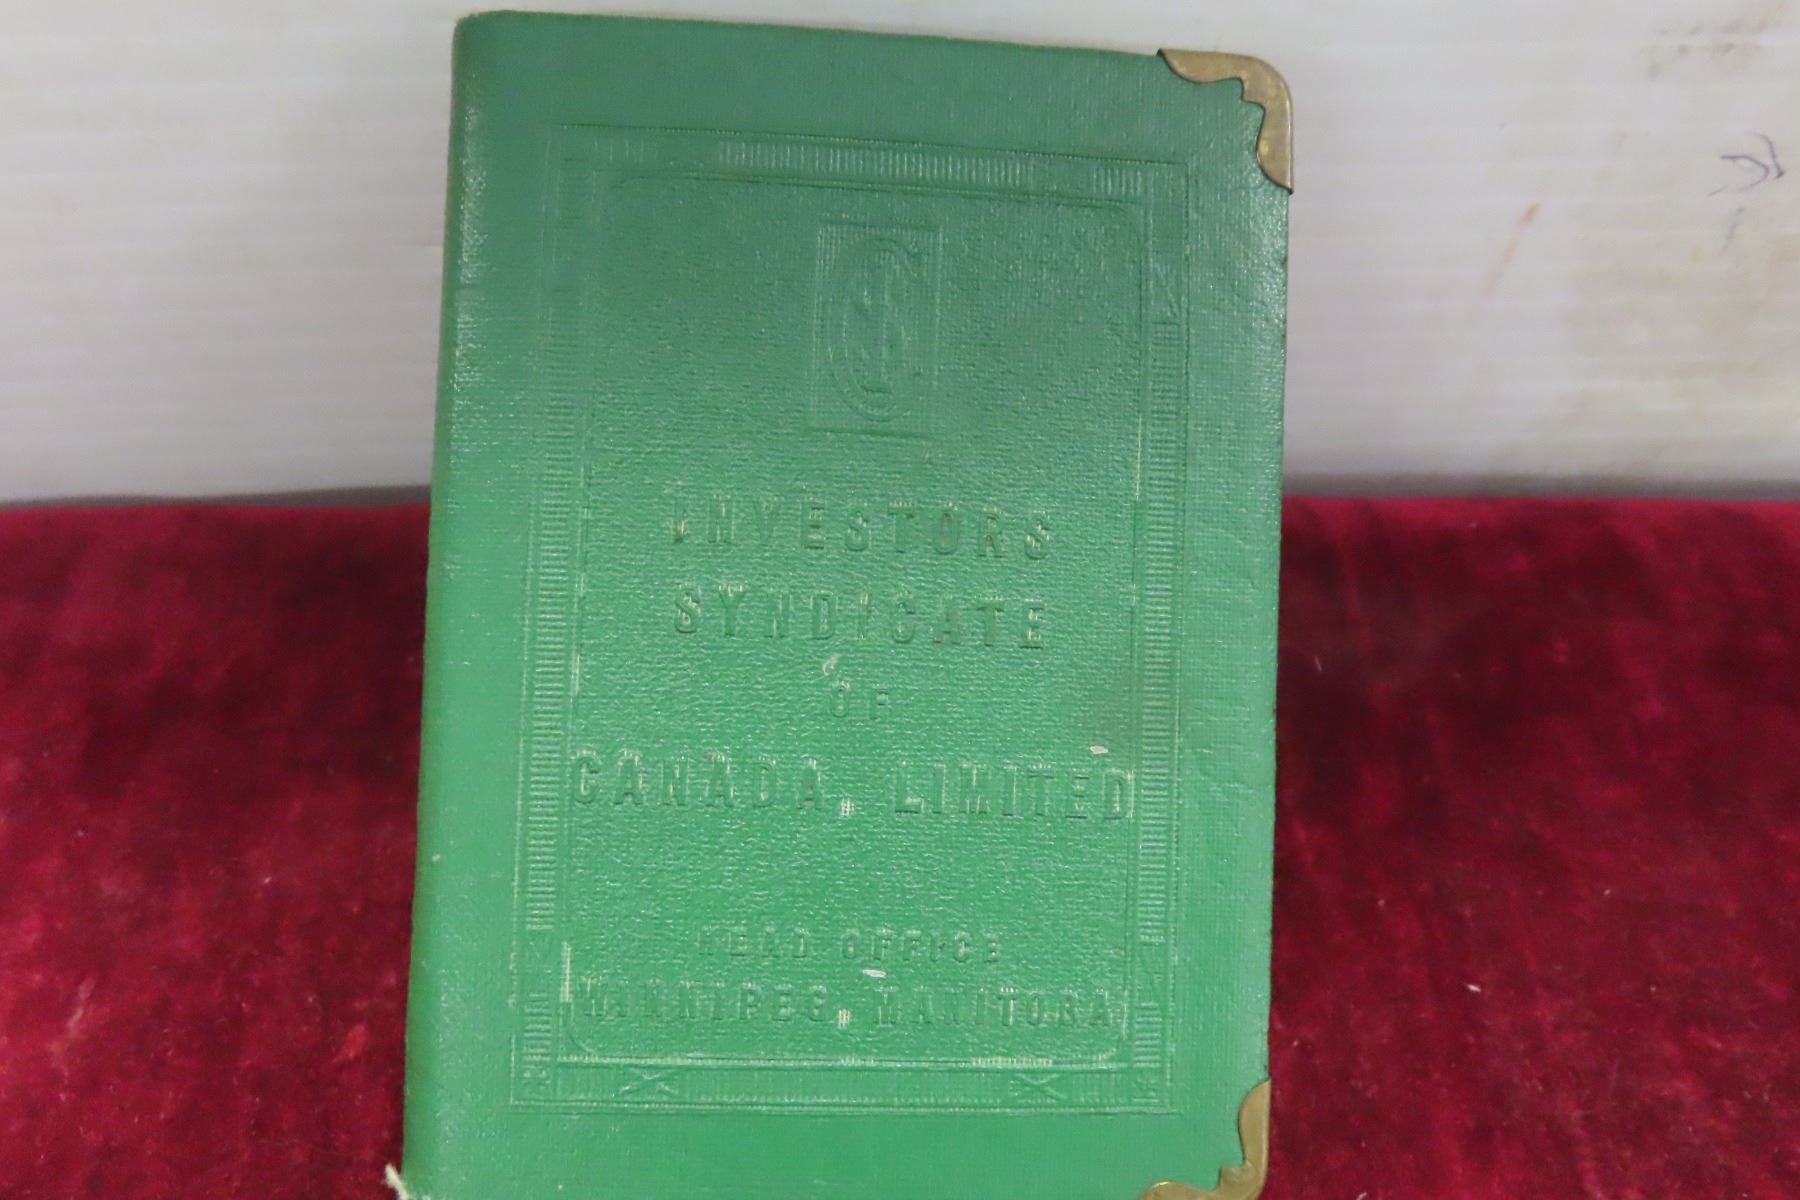 INVESTORS
SYNDICATE
OF
CANADA, LIMITED
HEAD OFFICE
WINNIPEG, MANITOBA